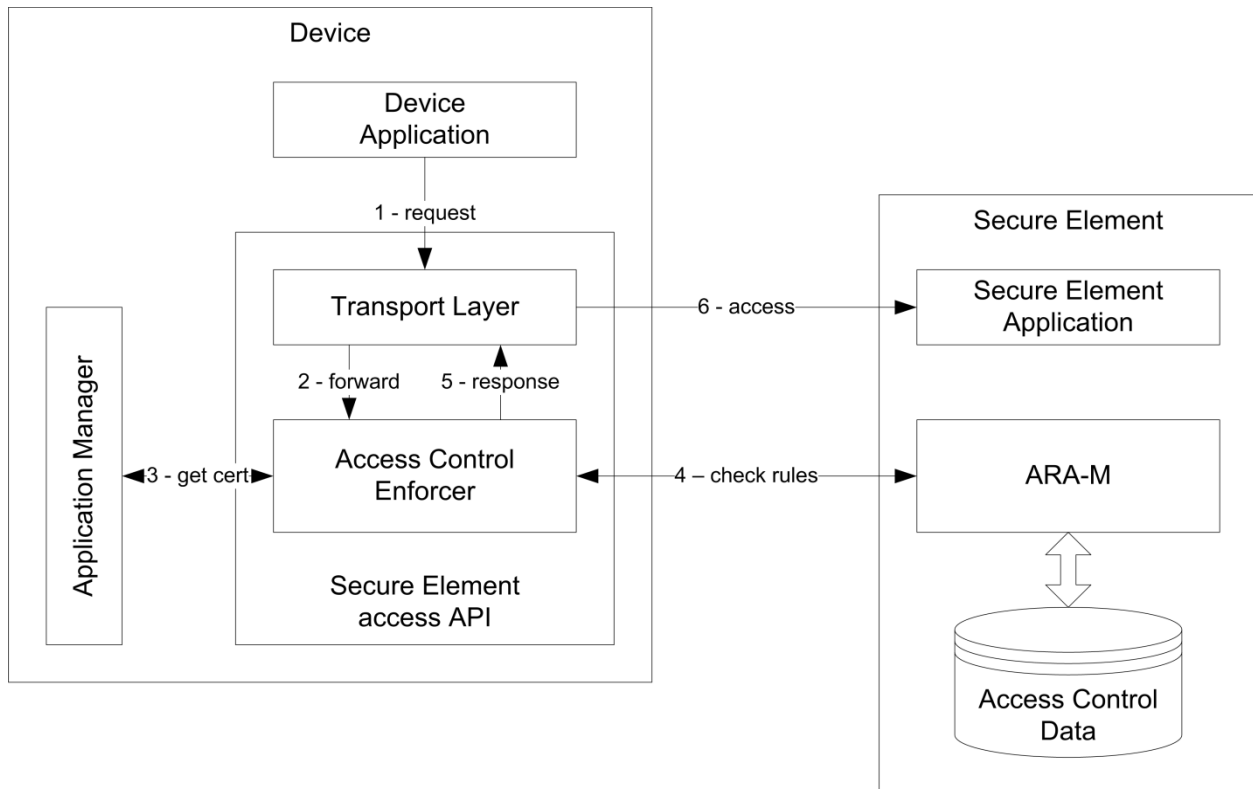 Device
Device
Application
1 - request
Secure Element
Transport Layer
6 - access
Secure Element
Application
2 - forward
5 - response
Application Manager
3 - get cert
Access Control
Enforcer
4 – check rules
ARA-M
Secure Element
access API
Access Control
Data